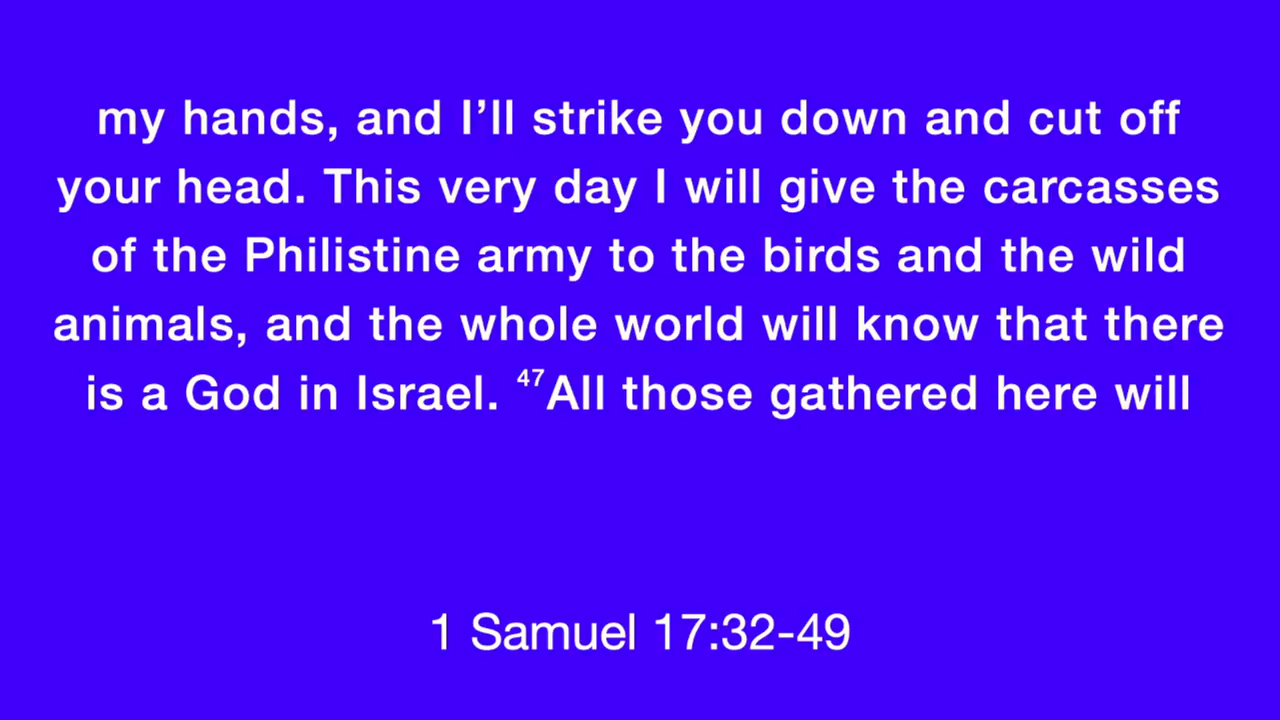 my hands, and I’ll strike you down and cut off
your head. This very day I will give the carcasses
of the Philistine army to the birds and the wild
animals, and the whole world will know that there
is a God in Israel. ⁴⁷All those gathered here will
1 Samuel 17:32-49